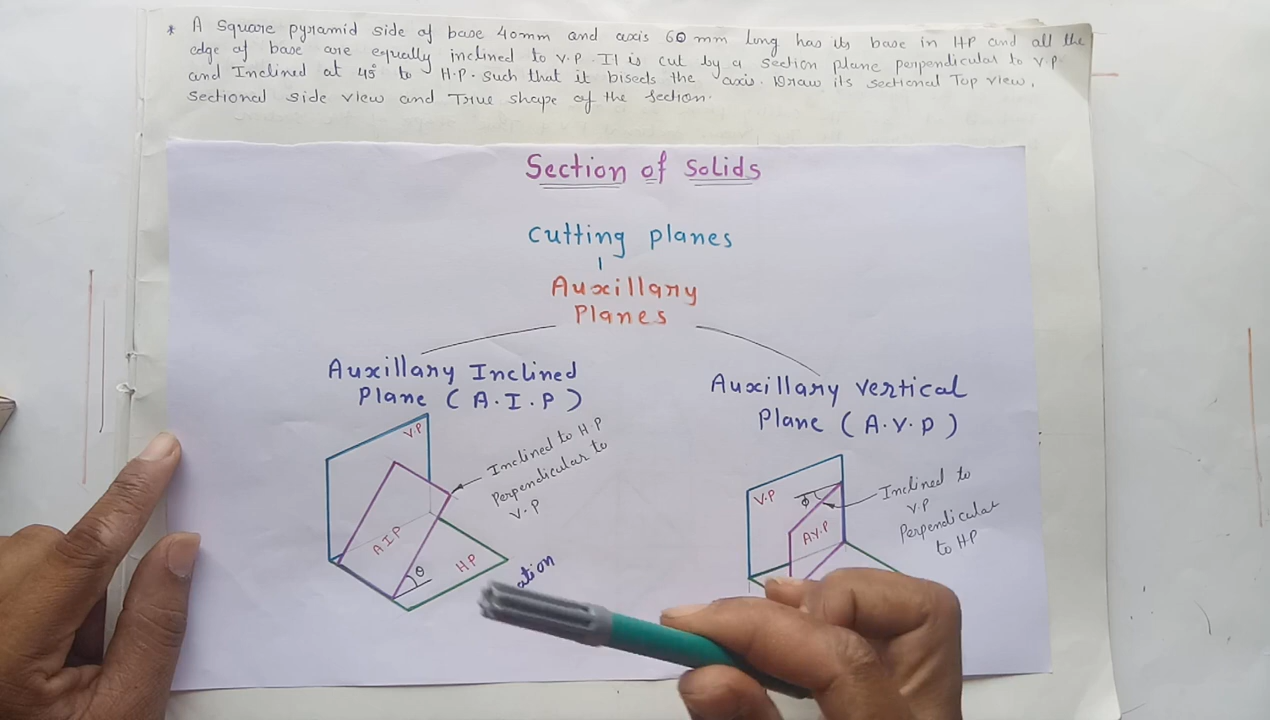 * A Square pyramid side of base 40mm and axis 60 mm long has its base in HP and all the
edge of base are equally inclined to V.P. It is cut by a section plane perpendicular to V.P.
and Inclined at 45° to H.P. such that it bisects the axis. Draw its sectional Top view,
sectional side view and True shape of the section.
Section of solids
Cutting planes
Auxillary
Planes
Auxillary Inclined
Plane (A.I.P)
Auxillary vertical
Plane (A.V.P)
V.P
Inclined to H.P
Perpendicular to
V.P
A I P
θ
H P
ation
V.P
Φ
Inclined to
V.P
Perpendicular
to HP
A.V.P